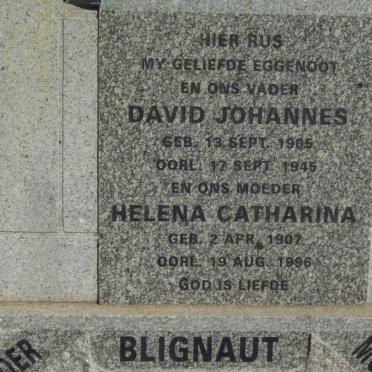 HIER RUS
MY GELIEFDE EGGENOOT
EN ONS VADER
DAVID JOHANNES
GEB. 13 SEPT. 1905
OORL. 17 SEPT. 1945
EN ONS MOEDER
HELENA CATHARINA
GEB. 2 APR. 1907
OORL. 19 AUG. 1996
GOD IS LIEFDE
BLIGNAUT